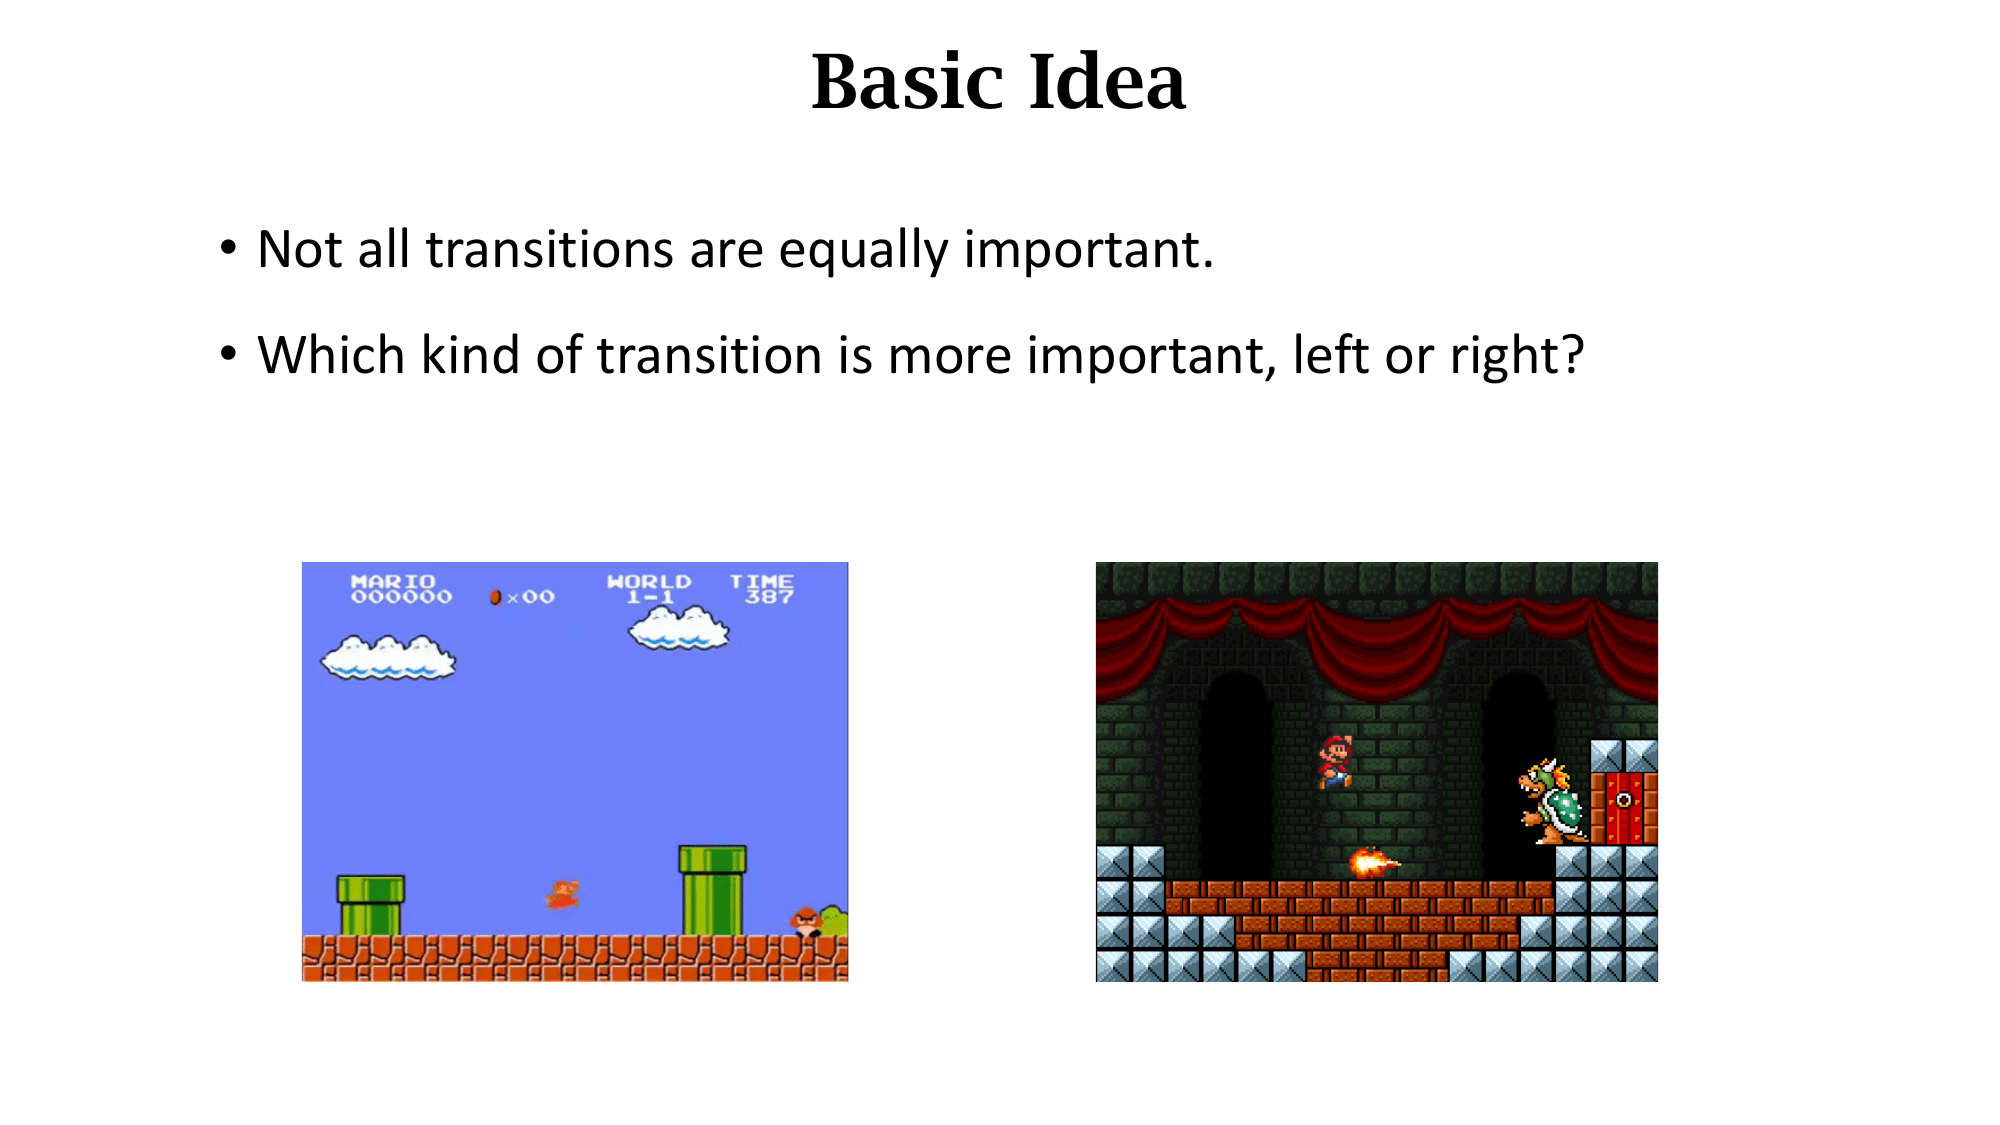 Basic Idea
• Not all transitions are equally important.
• Which kind of transition is more important, left or right?
MARIO WORLD TIME
000000 ×00 1-1 387